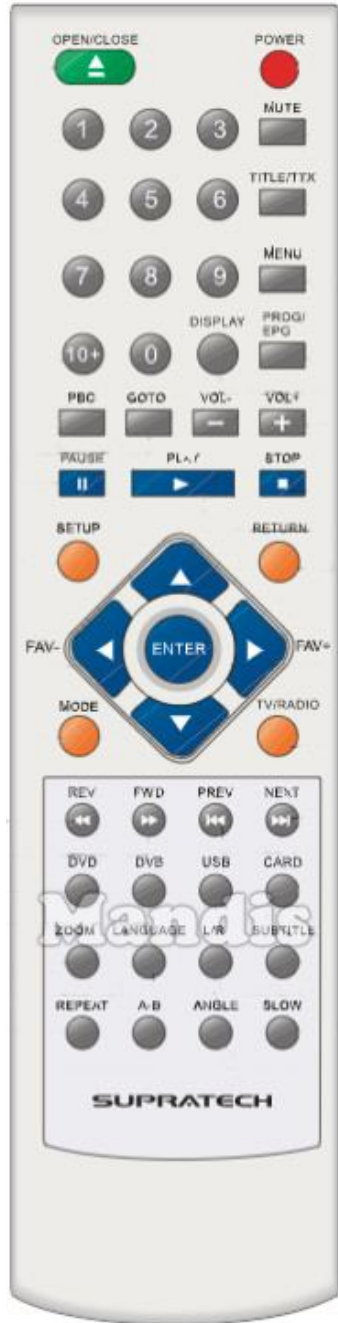 OPEN/CLOSE POWER
MUTE
1 2 3
TITLE/TTX
4 5 6
MENU
7 8 9
DISPLAY PROG/
EPG
10+ 0
PBC GOTO VOL- VOL+
PAUSE PLAY STOP
SETUP RETURN
FAV- ENTER FAV+
MODE TV/RADIO
REV FWD PREV NEXT
DVD DVB USB CARD
Mandis
ZOOM LANGUAGE L/R SUBTITLE
REPEAT A-B ANGLE SLOW
SUPRATECH